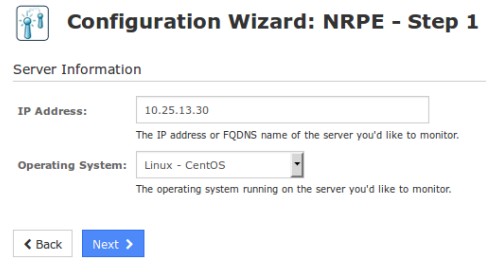 Configuration Wizard: NRPE - Step 1
Server Information
IP Address: 10.25.13.30
The IP address or FQDNS name of the server you'd like to monitor.
Operating System: Linux - CentOS
The operating system running on the server you'd like to monitor.
Back Next